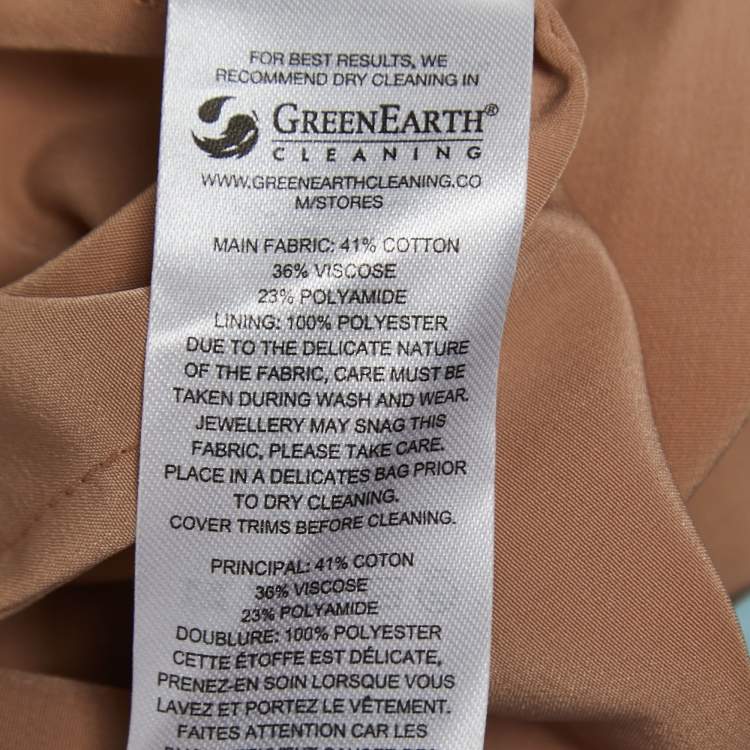 FOR BEST RESULTS, WE
RECOMMEND DRY CLEANING IN
GREENEARTH®
CLEANING
WWW.GREENEARTHCLEANING.CO
M/STORES
MAIN FABRIC: 41% COTTON
36% VISCOSE
23% POLYAMIDE
LINING: 100% POLYESTER
DUE TO THE DELICATE NATURE
OF THE FABRIC, CARE MUST BE
TAKEN DURING WASH AND WEAR.
JEWELLERY MAY SNAG THIS
FABRIC, PLEASE TAKE CARE.
PLACE IN A DELICATES BAG PRIOR
TO DRY CLEANING.
COVER TRIMS BEFORE CLEANING.
PRINCIPAL: 41% COTON
36% VISCOSE
23% POLYAMIDE
DOUBLURE: 100% POLYESTER
CETTE ÉTOFFE EST DÉLICATE,
PRENEZ-EN SOIN LORSQUE VOUS
LAVEZ ET PORTEZ LE VÊTEMENT.
FAITES ATTENTION CAR LES